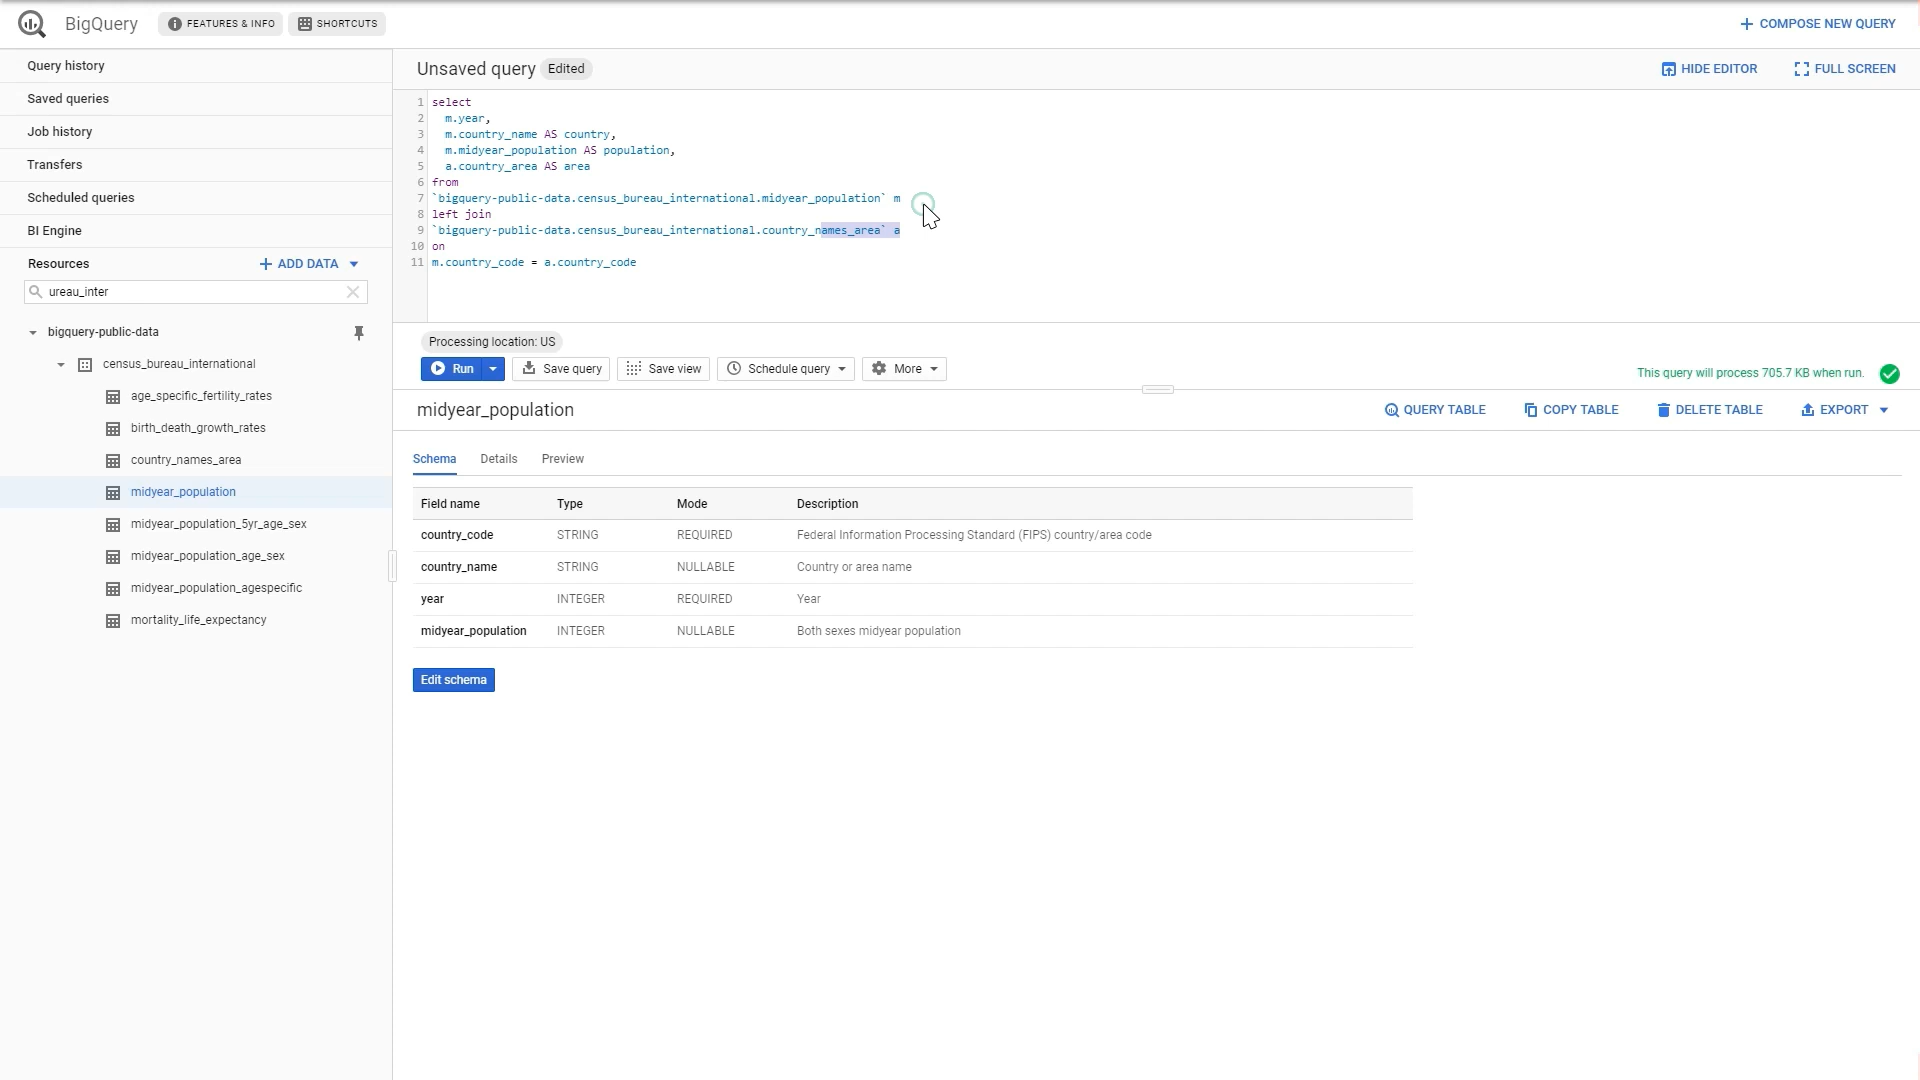 BigQuery
FEATURES & INFO
SHORTCUTS
COMPOSE NEW QUERY
Query history
Saved queries
Job history
Transfers
Scheduled queries
BI Engine
Resources
ADD DATA
ureau_inter
bigquery-public-data
census_bureau_international
age_specific_fertility_rates
birth_death_growth_rates
country_names_area
midyear_population
midyear_population_5yr_age_sex
midyear_population_age_sex
midyear_population_agespecific
mortality_life_expectancy
Unsaved query Edited
HIDE EDITOR
FULL SCREEN
1 select
2 m.year,
3 m.country_name AS country,
4 m.midyear_population AS population,
5 a.country_area AS area
6 from
7 `bigquery-public-data.census_bureau_international.midyear_population` m
8 left join
9 `bigquery-public-data.census_bureau_international.country_names_area` a
10 on
11 m.country_code = a.country_code
Processing location: US
Run
Save query
Save view
Schedule query
More
This query will process 705.7 KB when run.
midyear_population
QUERY TABLE
COPY TABLE
DELETE TABLE
EXPORT
Schema Details Preview
Field name Type Mode Description
country_code STRING REQUIRED Federal Information Processing Standard (FIPS) country/area code
country_name STRING NULLABLE Country or area name
year INTEGER REQUIRED Year
midyear_population INTEGER NULLABLE Both sexes midyear population
Edit schema